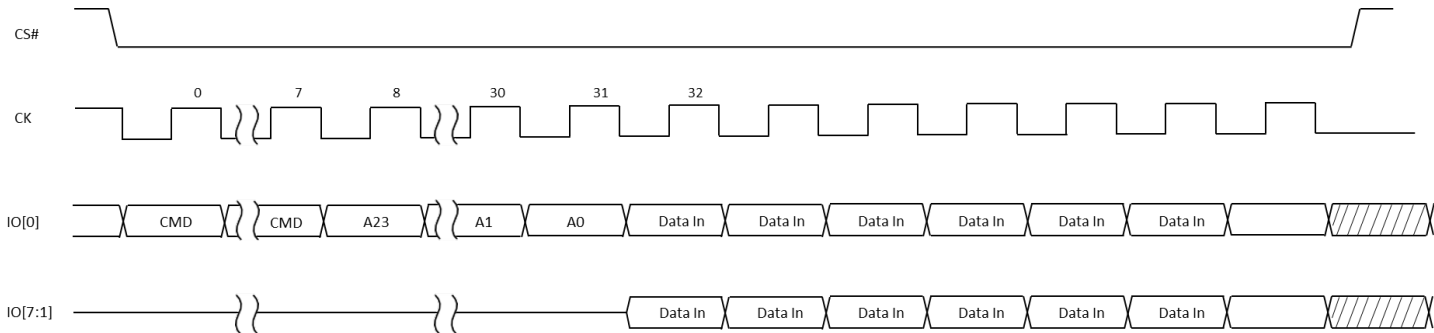 CS#
0 7 8 30 31 32
CK
IO[0] CMD CMD A23 A1 A0 Data In Data In Data In Data In Data In Data In
IO[7:1] Data In Data In Data In Data In Data In Data In